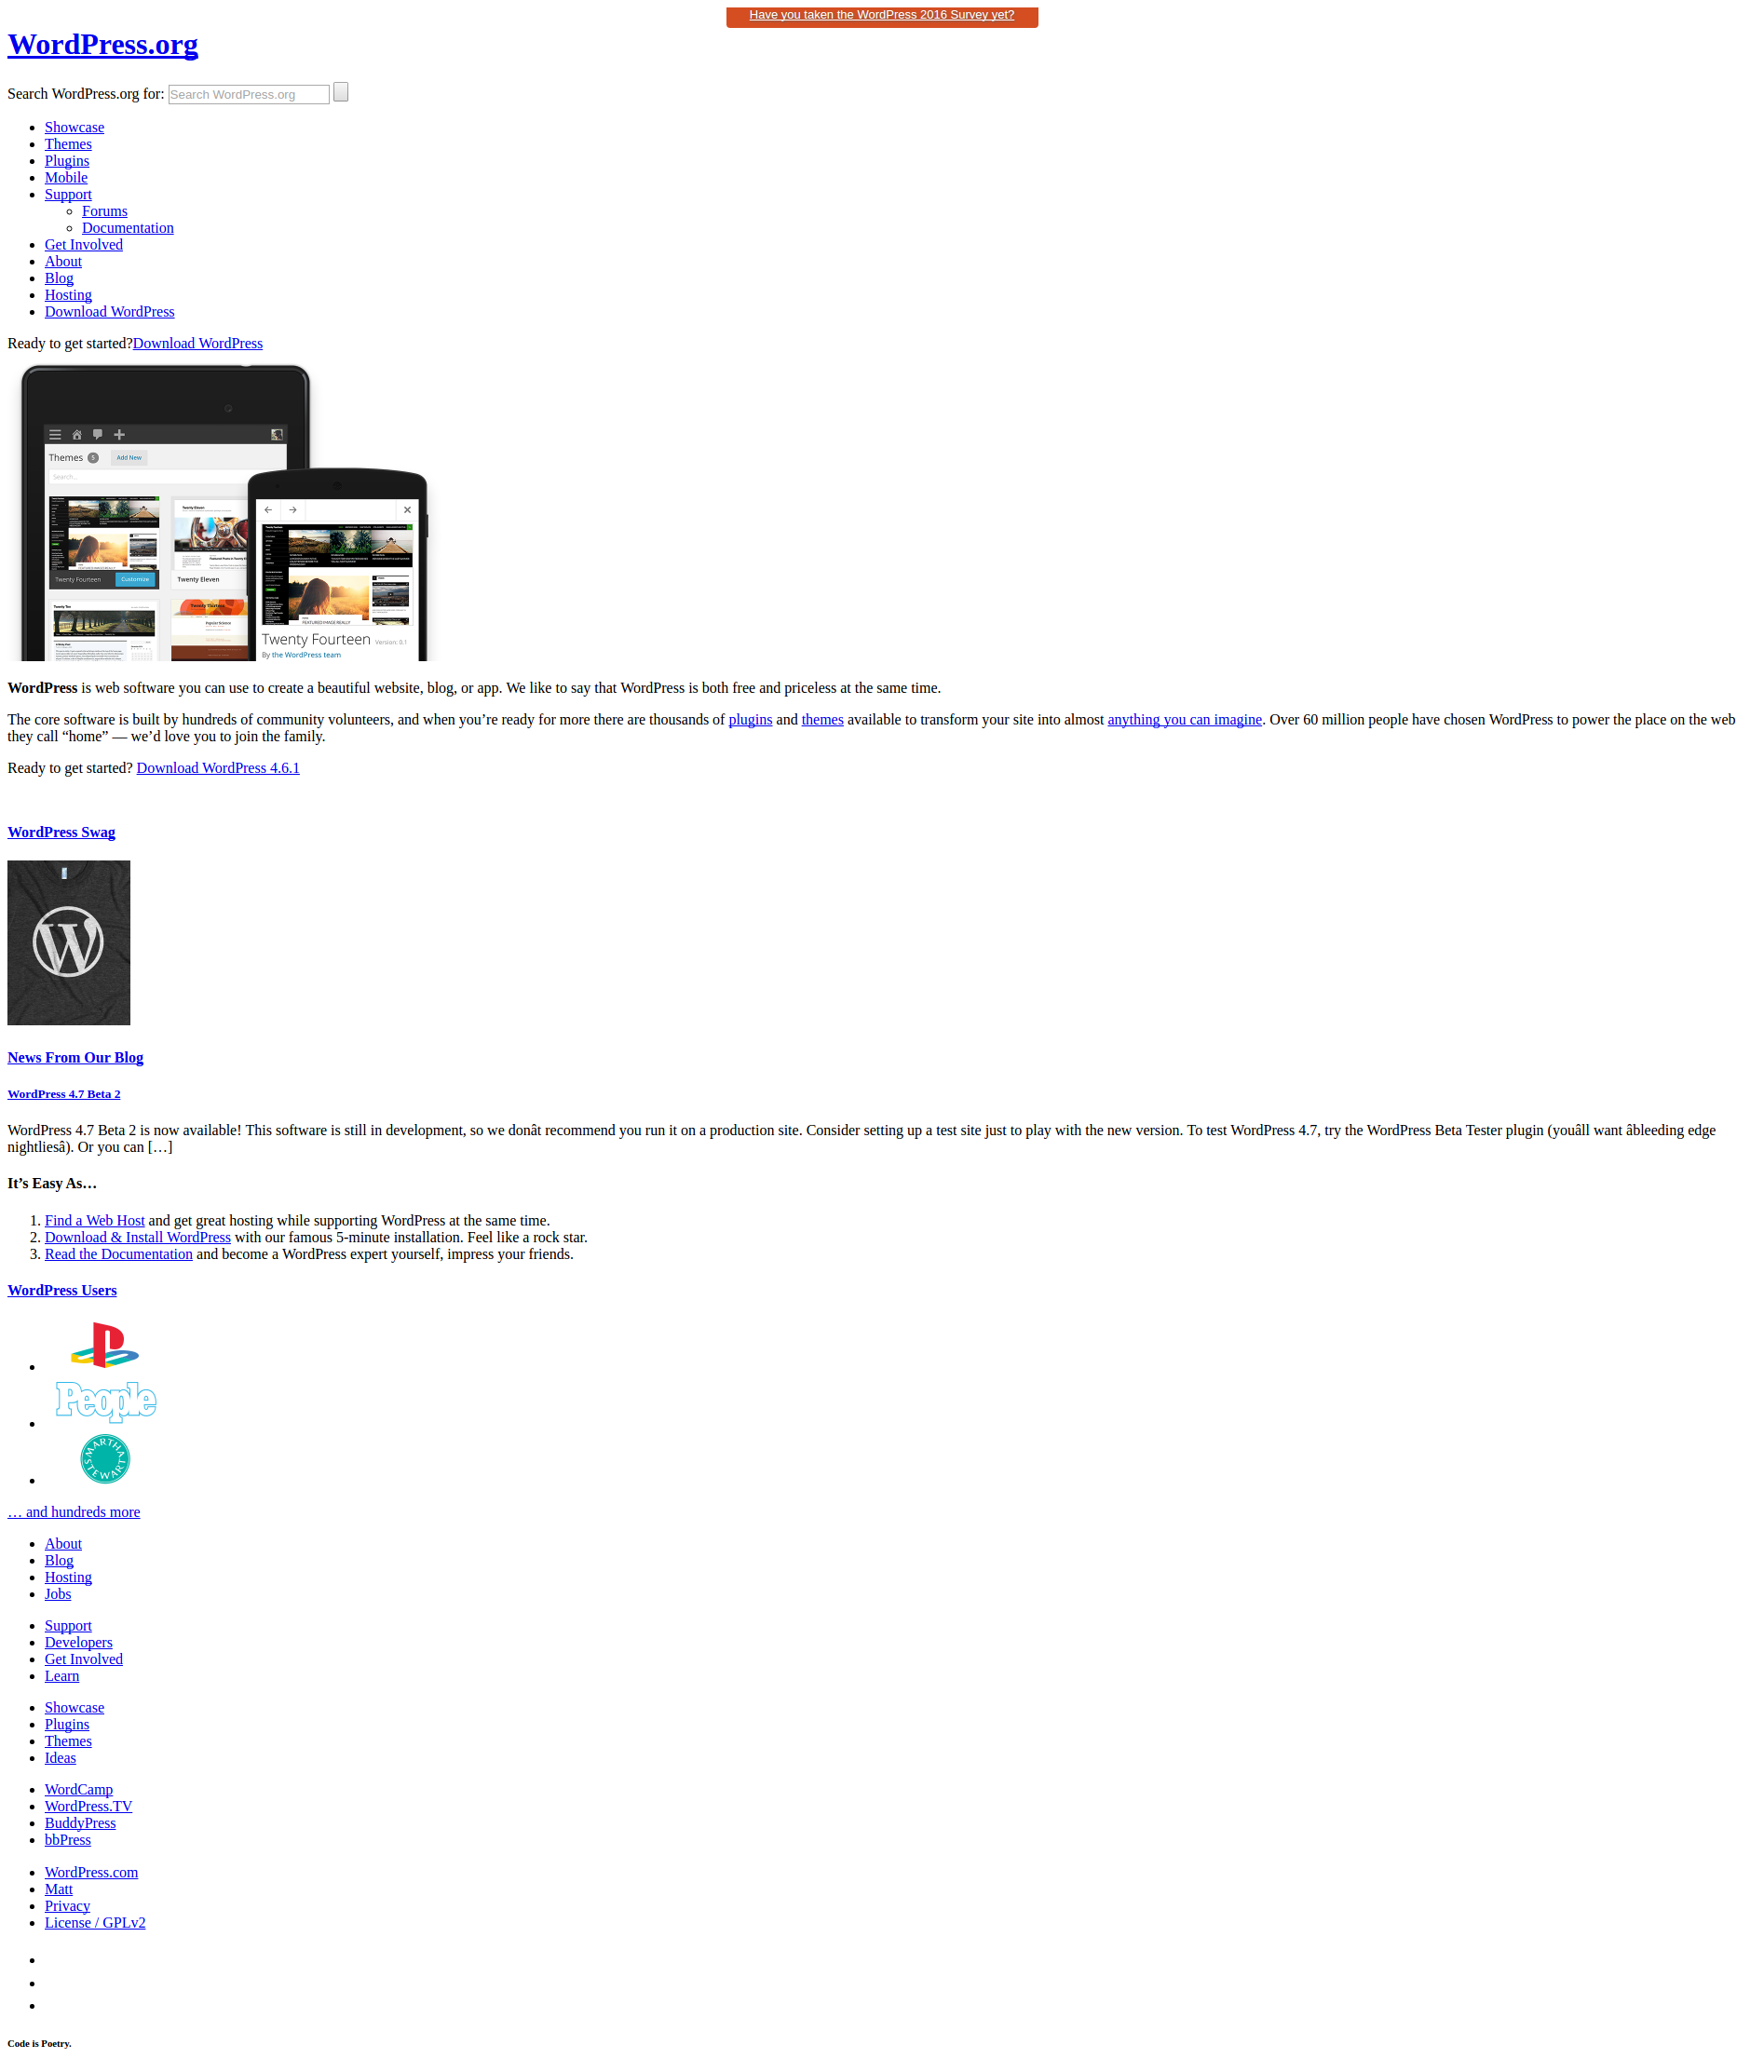 Have you taken the WordPress 2016 Survey yet?
WordPress.org
Search WordPress.org for: Search WordPress.org
Showcase
Themes
Plugins
Mobile
Support
Forums
Documentation
Get Involved
About
Blog
Hosting
Download WordPress
Ready to get started?Download WordPress
Themes 5 Add New
Search...
Twenty Fourteen Customize
Twenty Eleven
Twenty Fourteen Version: 0.1
By the WordPress team
WordPress is web software you can use to create a beautiful website, blog, or app. We like to say that WordPress is both free and priceless at the same time.
The core software is built by hundreds of community volunteers, and when you’re ready for more there are thousands of plugins and themes available to transform your site into almost anything you can imagine. Over 60 million people have chosen WordPress to power the place on the web
they call “home” — we’d love you to join the family.
Ready to get started? Download WordPress 4.6.1
WordPress Swag
W
News From Our Blog
WordPress 4.7 Beta 2
WordPress 4.7 Beta 2 is now available! This software is still in development, so we donât recommend you run it on a production site. Consider setting up a test site just to play with the new version. To test WordPress 4.7, try the WordPress Beta Tester plugin (youâll want âbleeding edge
nightliesâ). Or you can […]
It’s Easy As…
1. Find a Web Host and get great hosting while supporting WordPress at the same time.
2. Download & Install WordPress with our famous 5-minute installation. Feel like a rock star.
3. Read the Documentation and become a WordPress expert yourself, impress your friends.
WordPress Users
People
MARTHA STEWART
… and hundreds more
About
Blog
Hosting
Jobs
Support
Developers
Get Involved
Learn
Showcase
Plugins
Themes
Ideas
WordCamp
WordPress.TV
BuddyPress
bbPress
WordPress.com
Matt
Privacy
License / GPLv2
Code is Poetry.